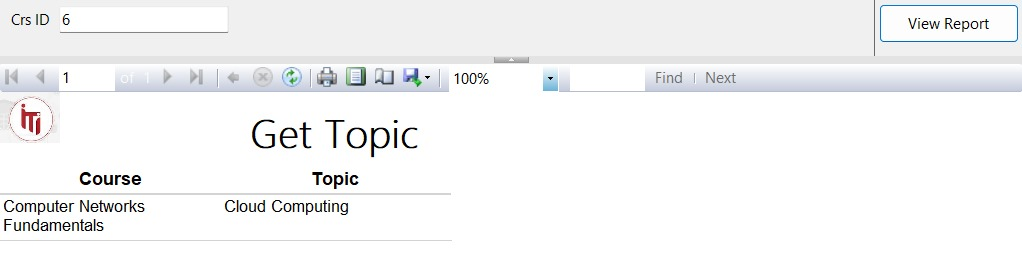 Crs ID 6 View Report
1 of 1 100% Find Next
iTi
Get Topic
Course Topic
Computer Networks Cloud Computing
Fundamentals